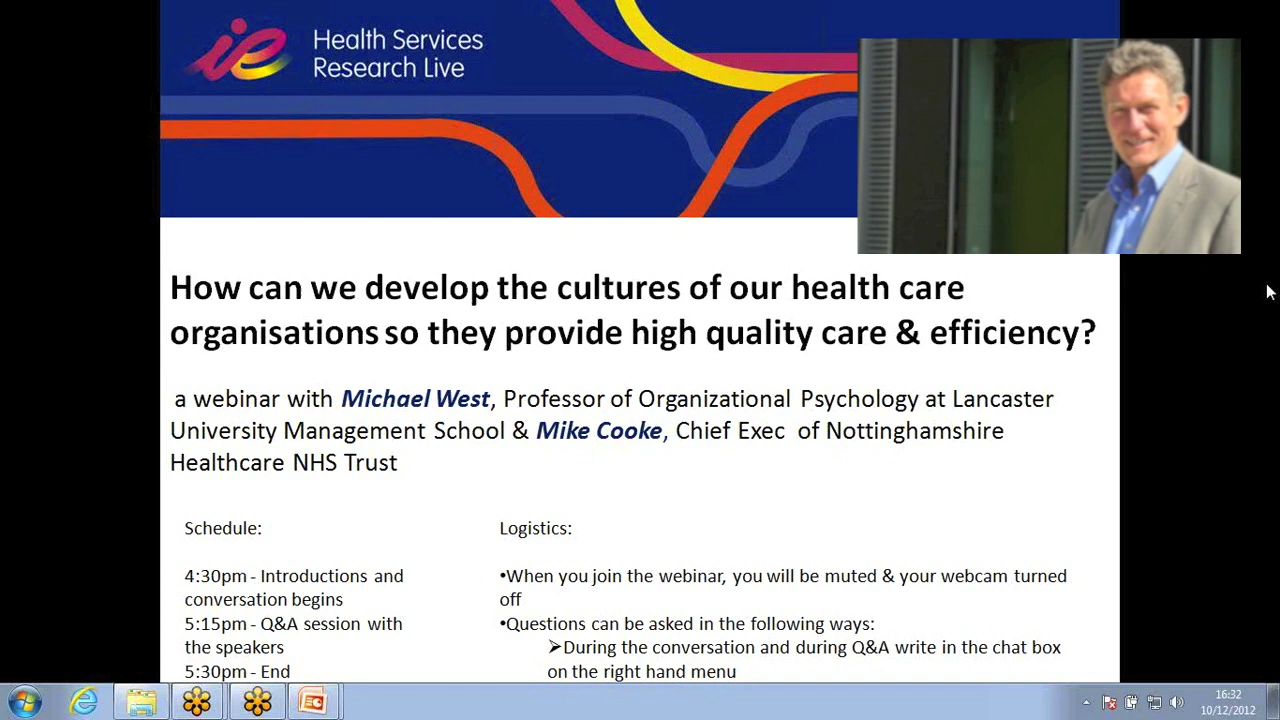 ie Health Services
Research Live
How can we develop the cultures of our health care
organisations so they provide high quality care & efficiency?
a webinar with Michael West, Professor of Organizational Psychology at Lancaster
University Management School & Mike Cooke, Chief Exec of Nottinghamshire
Healthcare NHS Trust
Schedule:
4:30pm - Introductions and
conversation begins
5:15pm - Q&A session with
the speakers
5:30pm - End
Logistics:
•When you join the webinar, you will be muted & your webcam turned
off
•Questions can be asked in the following ways:
➢During the conversation and during Q&A write in the chat box
on the right hand menu
16:32
10/12/2012